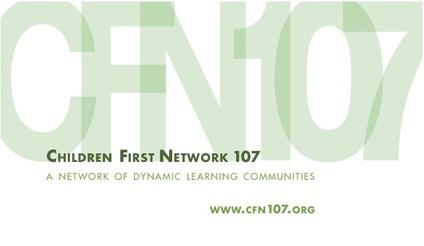 CFN107
CHILDREN FIRST NETWORK 107
A NETWORK OF DYNAMIC LEARNING COMMUNITIES
WWW.CFN107.ORG